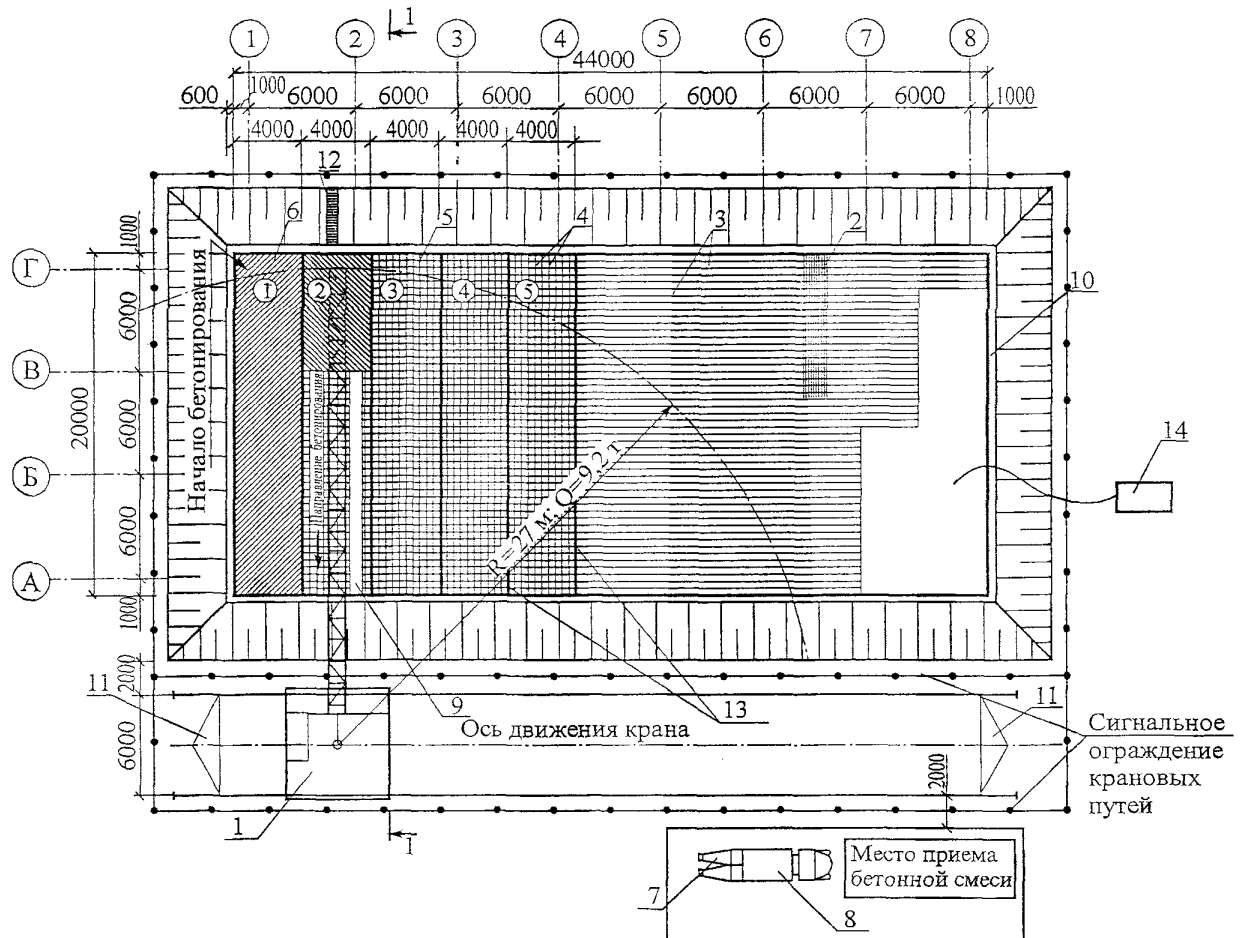 1
1 2 3 4 5 6 7 8
44000
600 1000 6000 6000 6000 6000 6000 6000 6000 1000
4000 4000 4000 4000 4000
12
6 5 4 3 2
1000
Г
10
Начало бетонирования
1 2 3 4 5
6000
В
20000
6000
Направление бетонирования
R=27 м; Q=9,2 т
14
Б
6000
А
1000
11
2000
9
13
11
Ось движения крана
Сигнальное
ограждение
крановых
путей
6000
2000
1
1
Место приема
бетонной смеси
7
8